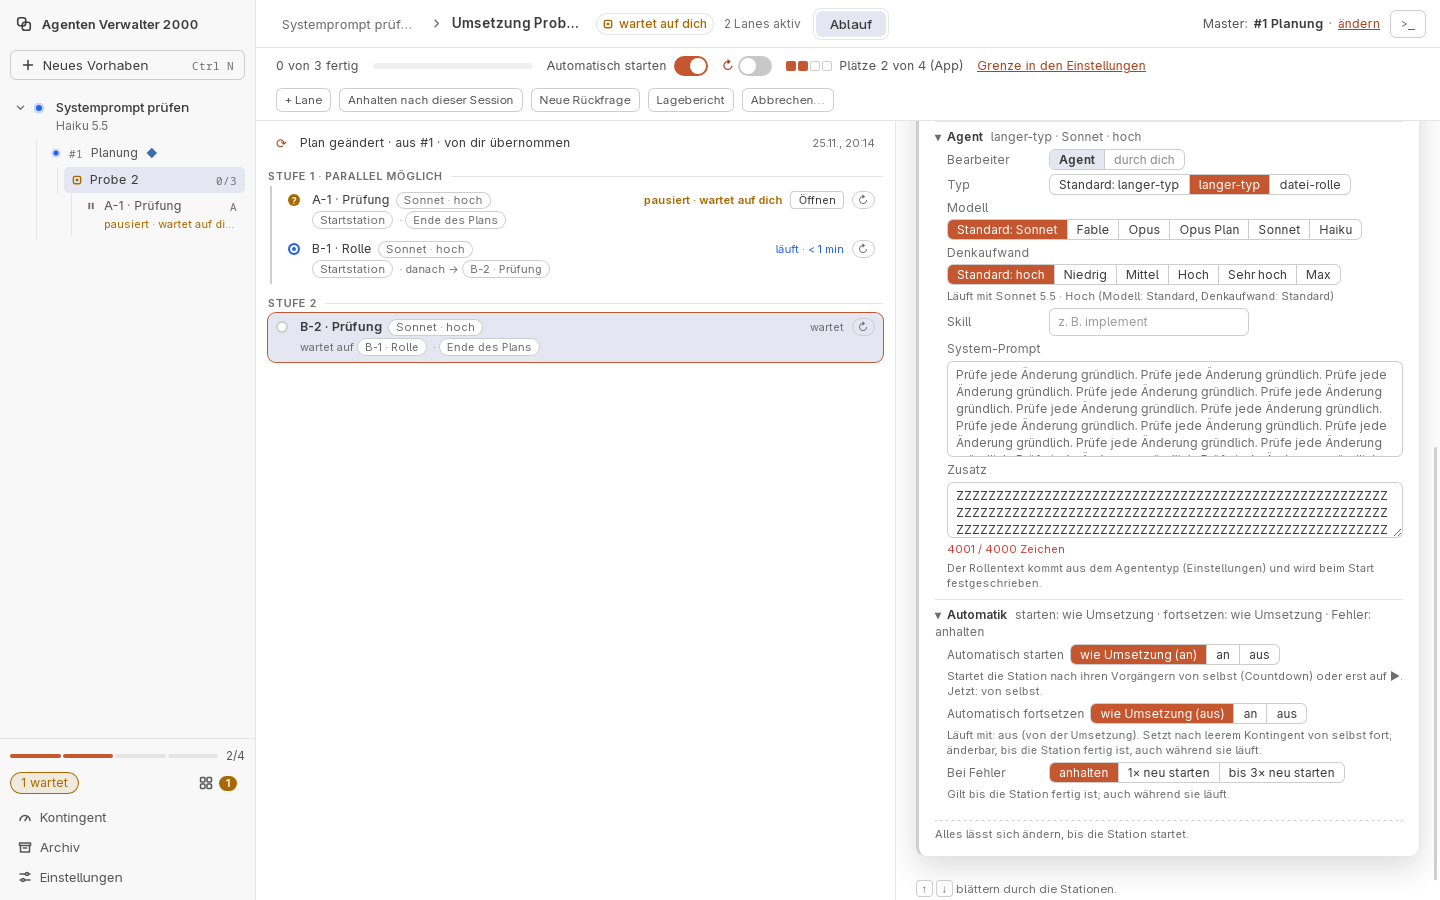 Agenten Verwalter 2000
Neues Vorhaben Ctrl N
Systemprompt prüfen
Haiku 5.5
#1 Planung
Probe 2 0/3
A-1 · Prüfung A
pausiert · wartet auf di…
2/4
1 wartet 1
Kontingent
Archiv
Einstellungen
Systemprompt prüf… › Umsetzung Prob… wartet auf dich 2 Lanes aktiv Ablauf
Master: #1 Planung · ändern >_
0 von 3 fertig Automatisch starten Plätze 2 von 4 (App) Grenze in den Einstellungen
+ Lane Anhalten nach dieser Session Neue Rückfrage Lagebericht Abbrechen…
Plan geändert · aus #1 · von dir übernommen 25.11., 20:14
STUFE 1 · PARALLEL MÖGLICH
A-1 · Prüfung Sonnet · hoch pausiert · wartet auf dich Öffnen
Startstation · Ende des Plans
B-1 · Rolle Sonnet · hoch läuft · < 1 min
Startstation · danach → B-2 · Prüfung
STUFE 2
B-2 · Prüfung Sonnet · hoch wartet
wartet auf B-1 · Rolle · Ende des Plans
▾ Agent langer-typ · Sonnet · hoch
Bearbeiter Agent durch dich
Typ Standard: langer-typ langer-typ datei-rolle
Modell
Standard: Sonnet Fable Opus Opus Plan Sonnet Haiku
Denkaufwand
Standard: hoch Niedrig Mittel Hoch Sehr hoch Max
Läuft mit Sonnet 5.5 · Hoch (Modell: Standard, Denkaufwand: Standard)
Skill z. B. implement
System-Prompt
Prüfe jede Änderung gründlich. Prüfe jede Änderung gründlich. Prüfe jede
Änderung gründlich. Prüfe jede Änderung gründlich. Prüfe jede Änderung
gründlich. Prüfe jede Änderung gründlich. Prüfe jede Änderung gründlich.
Prüfe jede Änderung gründlich. Prüfe jede Änderung gründlich. Prüfe jede
Änderung gründlich. Prüfe jede Änderung gründlich. Prüfe jede Änderung
Zusatz
ZZZZZZZZZZZZZZZZZZZZZZZZZZZZZZZZZZZZZZZZZZZZZZZZZZZZZZ
ZZZZZZZZZZZZZZZZZZZZZZZZZZZZZZZZZZZZZZZZZZZZZZZZZZZZZZ
ZZZZZZZZZZZZZZZZZZZZZZZZZZZZZZZZZZZZZZZZZZZZZZZZZZZZZZ
4001 / 4000 Zeichen
Der Rollentext kommt aus dem Agententyp (Einstellungen) und wird beim Start
festgeschrieben.
▾ Automatik starten: wie Umsetzung · fortsetzen: wie Umsetzung · Fehler:
anhalten
Automatisch starten wie Umsetzung (an) an aus
Startet die Station nach ihren Vorgängern von selbst (Countdown) oder erst auf ▶.
Jetzt: von selbst.
Automatisch fortsetzen wie Umsetzung (aus) an aus
Läuft mit: aus (von der Umsetzung). Setzt nach leerem Kontingent von selbst fort;
änderbar, bis die Station fertig ist, auch während sie läuft.
Bei Fehler anhalten 1× neu starten bis 3× neu starten
Gilt bis die Station fertig ist; auch während sie läuft.
Alles lässt sich ändern, bis die Station startet.
↑ ↓ blättern durch die Stationen.